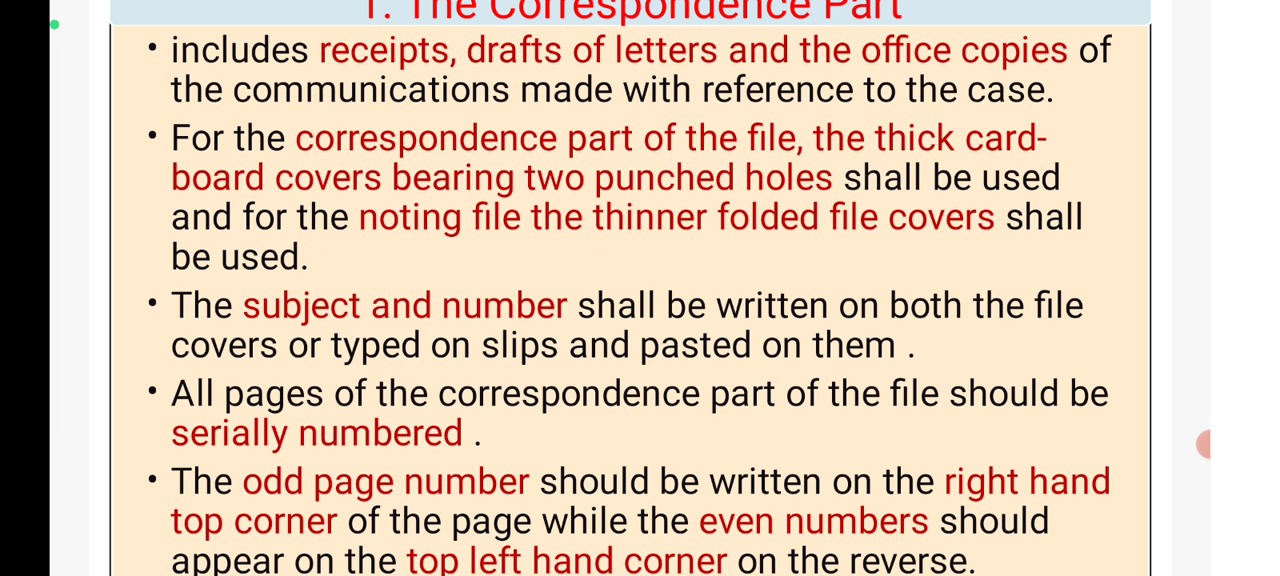 1. The Correspondence Part
• includes receipts, drafts of letters and the office copies of
the communications made with reference to the case.
• For the correspondence part of the file, the thick card-
board covers bearing two punched holes shall be used
and for the noting file the thinner folded file covers shall
be used.
• The subject and number shall be written on both the file
covers or typed on slips and pasted on them .
• All pages of the correspondence part of the file should be
serially numbered .
• The odd page number should be written on the right hand
top corner of the page while the even numbers should
appear on the top left hand corner on the reverse.